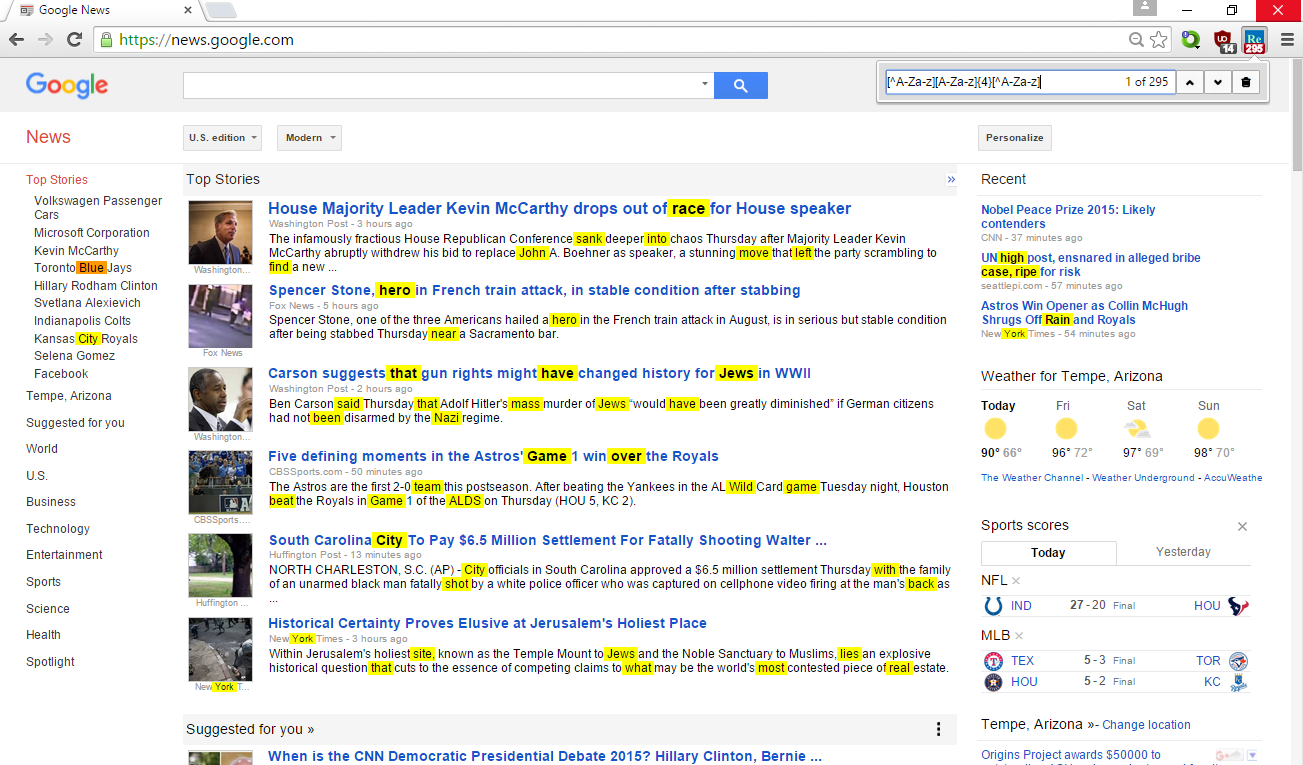 Google News
https://news.google.com
14
Re
295
Google
[^A-Za-z][A-Za-z]{4}[^A-Za-z]
1 of 295
News
U.S. edition
Modern
Personalize
Top Stories
Volkswagen Passenger
Cars
Microsoft Corporation
Kevin McCarthy
Toronto Blue Jays
Hillary Rodham Clinton
Svetlana Alexievich
Indianapolis Colts
Kansas City Royals
Selena Gomez
Facebook
Tempe, Arizona
Suggested for you
World
U.S.
Business
Technology
Entertainment
Sports
Science
Health
Spotlight
Top Stories
»
Washington...
House Majority Leader Kevin McCarthy drops out of race for House speaker
Washington Post - 3 hours ago
The infamously fractious House Republican Conference sank deeper into chaos Thursday after Majority Leader Kevin
McCarthy abruptly withdrew his bid to replace John A. Boehner as speaker, a stunning move that left the party scrambling to
find a new ...
Fox News
Spencer Stone, hero in French train attack, in stable condition after stabbing
Fox News - 5 hours ago
Spencer Stone, one of the three Americans hailed a hero in the French train attack in August, is in serious but stable condition
after being stabbed Thursday near a Sacramento bar.
Washington...
Carson suggests that gun rights might have changed history for Jews in WWII
Washington Post - 2 hours ago
Ben Carson said Thursday that Adolf Hitler's mass murder of Jews “would have been greatly diminished” if German citizens
had not been disarmed by the Nazi regime.
CBSSports....
Five defining moments in the Astros' Game 1 win over the Royals
CBSSports.com - 50 minutes ago
The Astros are the first 2-0 team this postseason. After beating the Yankees in the AL Wild Card game Tuesday night, Houston
beat the Royals in Game 1 of the ALDS on Thursday (HOU 5, KC 2).
Huffington ...
South Carolina City To Pay $6.5 Million Settlement For Fatally Shooting Walter ...
Huffington Post - 13 minutes ago
NORTH CHARLESTON, S.C. (AP) - City officials in South Carolina approved a $6.5 million settlement Thursday with the family
of an unarmed black man fatally shot by a white police officer who was captured on cellphone video firing at the man's back as
...
New York T...
Historical Certainty Proves Elusive at Jerusalem's Holiest Place
New York Times - 3 hours ago
Within Jerusalem's holiest site, known as the Temple Mount to Jews and the Noble Sanctuary to Muslims, lies an explosive
historical question that cuts to the essence of competing claims to what may be the world's most contested piece of real estate.
Suggested for you »
When is the CNN Democratic Presidential Debate 2015? Hillary Clinton, Bernie ...
Recent
Nobel Peace Prize 2015: Likely
contenders
CNN - 37 minutes ago
UN high post, ensnared in alleged bribe
case, ripe for risk
seattlepi.com - 57 minutes ago
Astros Win Opener as Collin McHugh
Shrugs Off Rain and Royals
New York Times - 54 minutes ago
Weather for Tempe, Arizona
Today Fri Sat Sun
90° 66° 96° 72° 97° 69° 98° 70°
The Weather Channel - Weather Underground - AccuWeathe
Sports scores
Today Yesterday
NFL
IND 27 - 20 Final HOU
MLB
TEX 5 - 3 Final TOR
HOU 5 - 2 Final KC
Tempe, Arizona » - Change location
Origins Project awards $50000 to